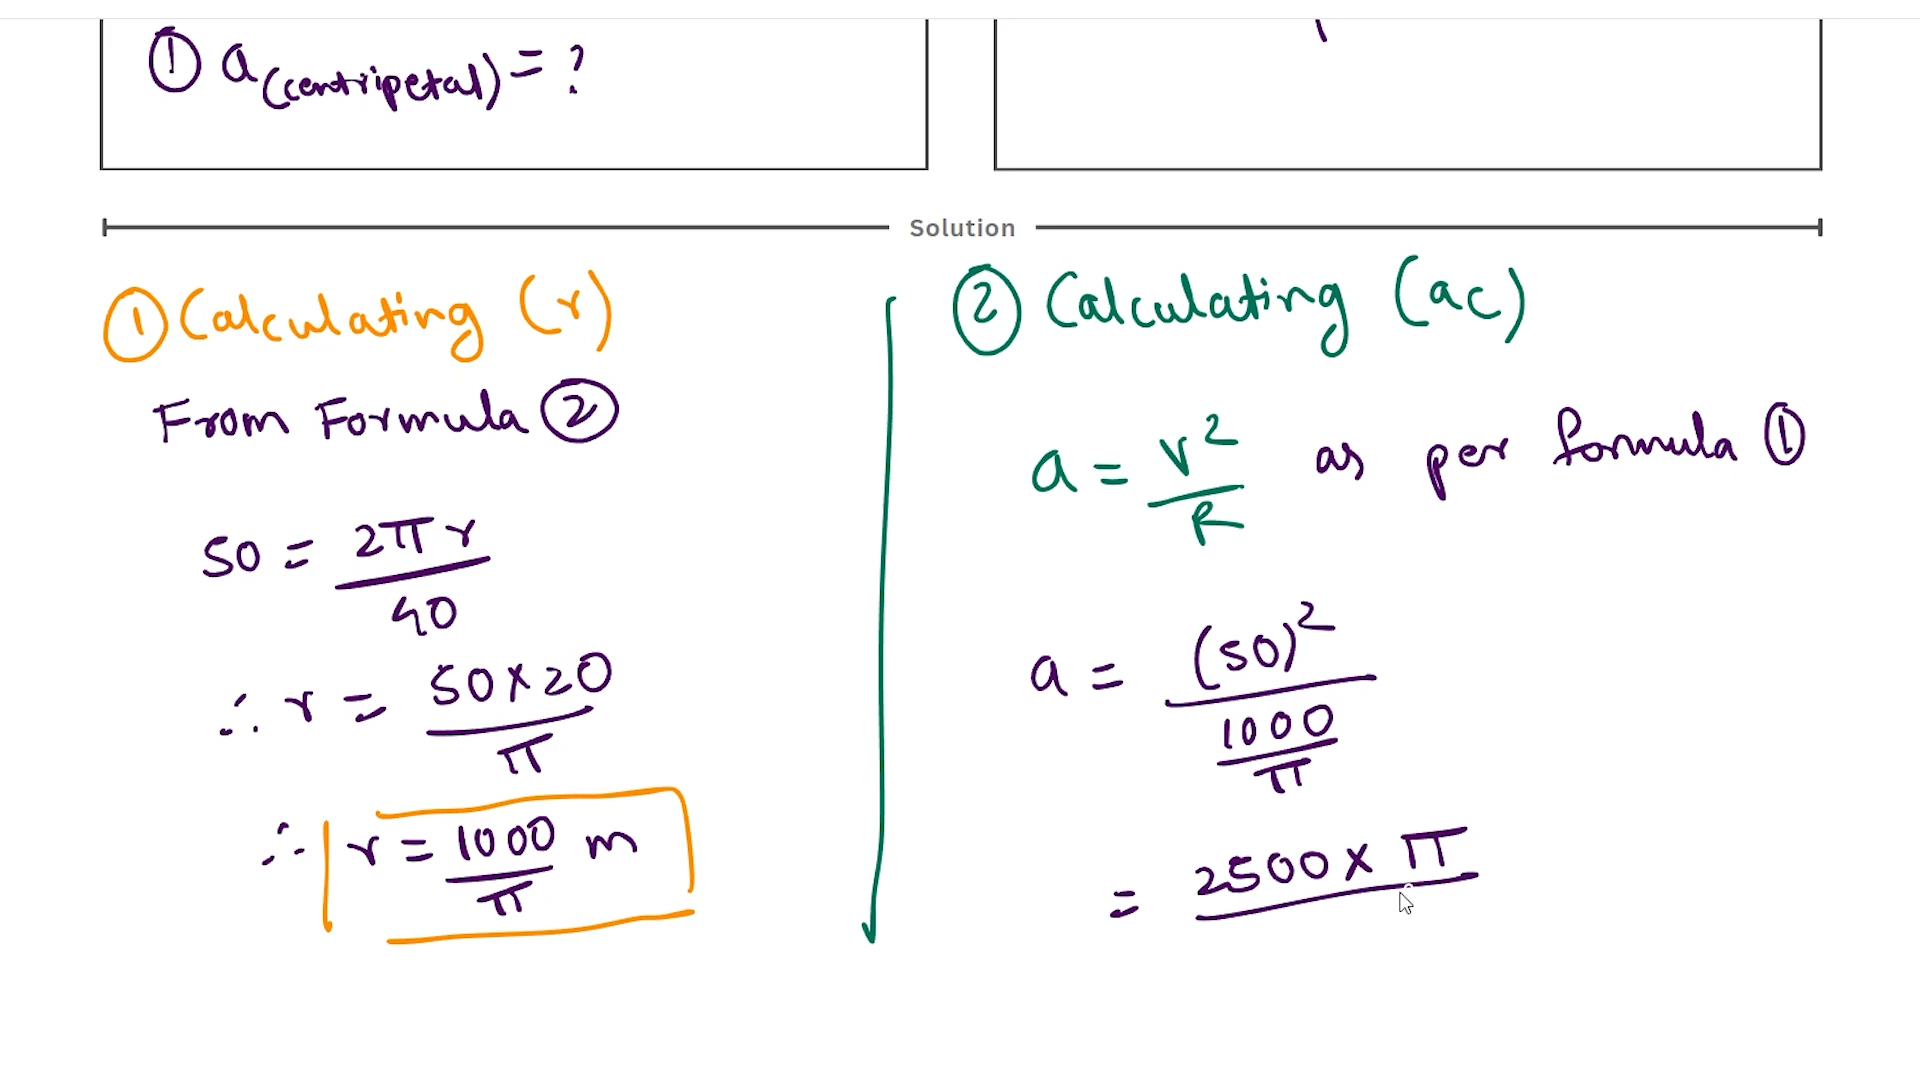 ① a(centripetal) = ?
Solution
① Calculating (r)
From Formula ②
50 = 2πr / 40
∴ r = 50 × 20 / π
∴ r = 1000 / π m
② Calculating (ac)
a = v² / R as per formula ①
a = (50)² / 1000 / π
= 2500 × π